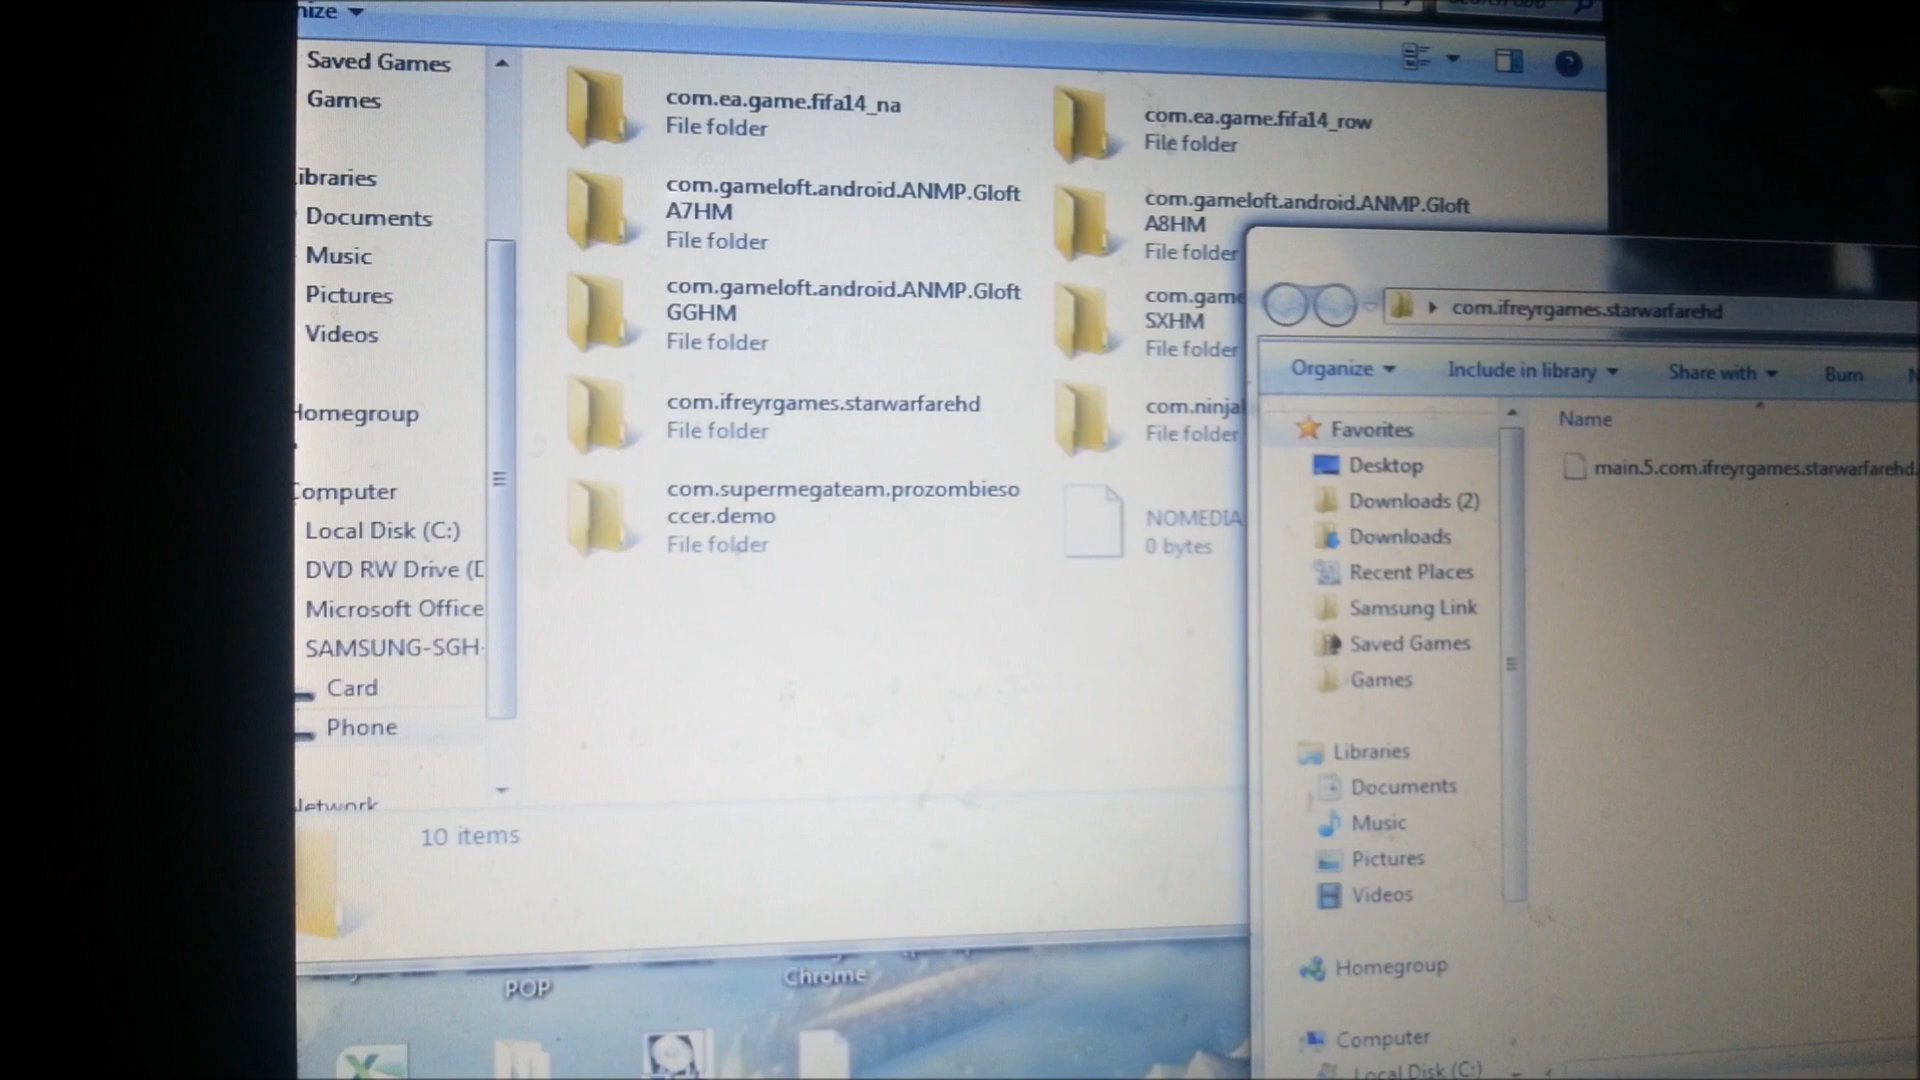 nize
Saved Games
Games
ibraries
Documents
Music
Pictures
Videos
Homegroup
Computer
Local Disk (C:)
DVD RW Drive (D
Microsoft Office
SAMSUNG-SGH-
Card
Phone
Network
com.ea.game.fifa14_na
File folder
com.ea.game.fifa14_row
File folder
com.gameloft.android.ANMP.Gloft
A7HM
File folder
com.gameloft.android.ANMP.Gloft
A8HM
File folder
com.gameloft.android.ANMP.Gloft
GGHM
File folder
com.game
SXHM
File folder
com.ifreyrgames.starwarfarehd
File folder
com.ninja
File folder
com.supermegateam.prozombieso
ccer.demo
File folder
NOMEDIA
0 bytes
10 items
POP
Chrome
com.ifreyrgames.starwarfarehd
Organize
Include in library
Share with
Burn
N
Favorites
Desktop
Downloads (2)
Downloads
Recent Places
Samsung Link
Saved Games
Games
Libraries
Documents
Music
Pictures
Videos
Homegroup
Computer
Local Disk (C:)
Name
main.5.com.ifreyrgames.starwarfarehd.